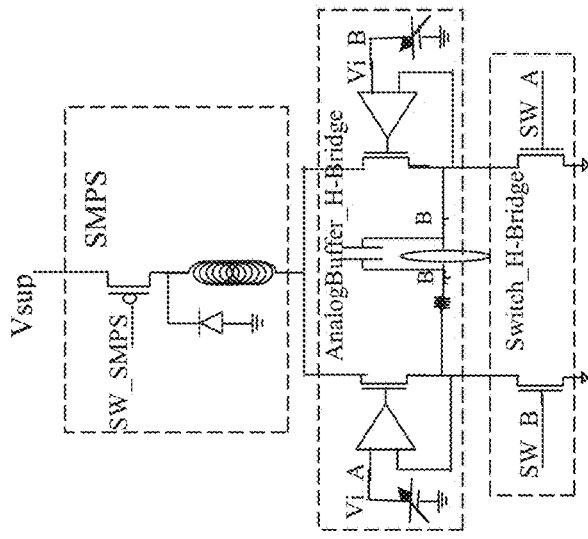 Vsup
SMPS
SW_SMPS
AnalogBuffer_H-Bridge
Vi_B
Vi_A
B
B
Switch_H-Bridge
SW_A
SW_B